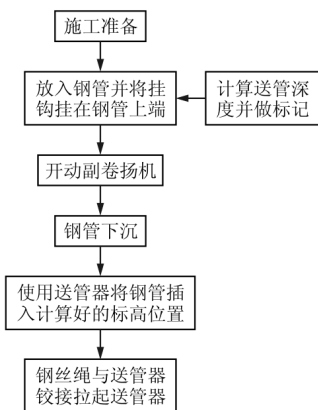 施工准备
放入钢管并将挂
钩挂在钢管上端
计算送管深
度并做标记
开动副卷扬机
钢管下沉
使用送管器将钢管插
入计算好的标高位置
钢丝绳与送管器
铰接拉起送管器